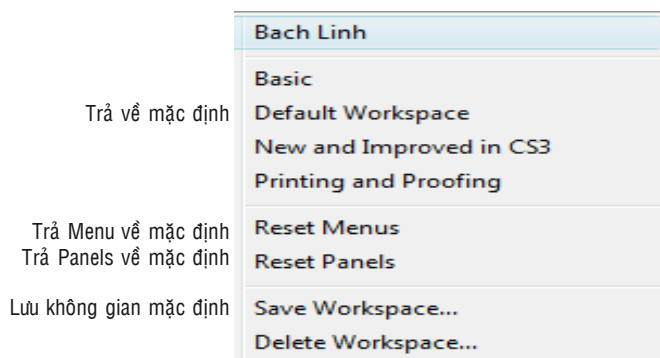 Bach Linh
Basic
Trả về mặc định Default Workspace
New and Improved in CS3
Printing and Proofing
Trả Menu về mặc định Reset Menus
Trả Panels về mặc định Reset Panels
Lưu không gian mặc định Save Workspace...
Delete Workspace...